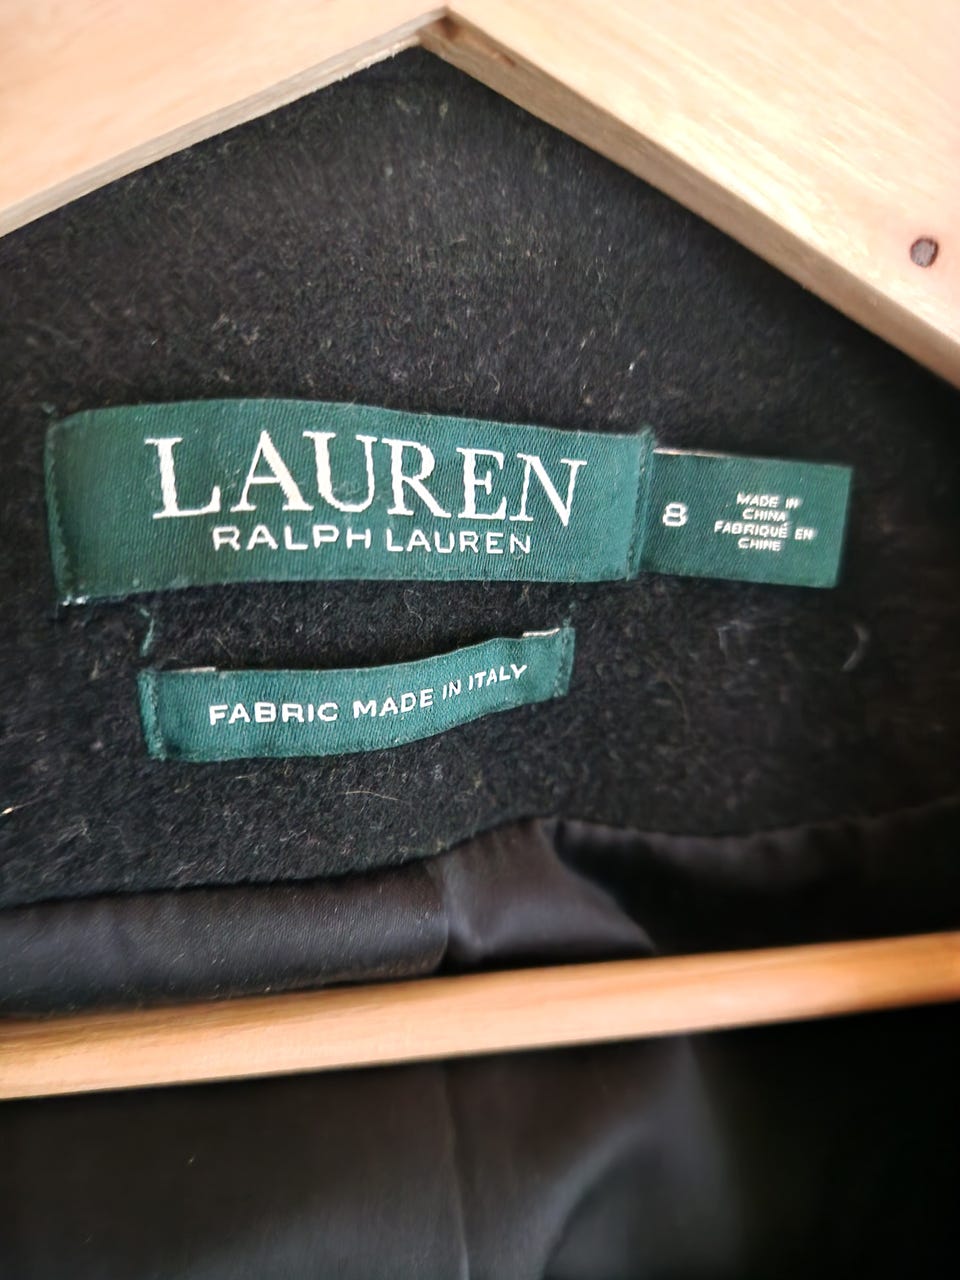 LAUREN
RALPH LAUREN
8
MADE IN
CHINA
FABRIQUÉ EN
CHINE
FABRIC MADE IN ITALY